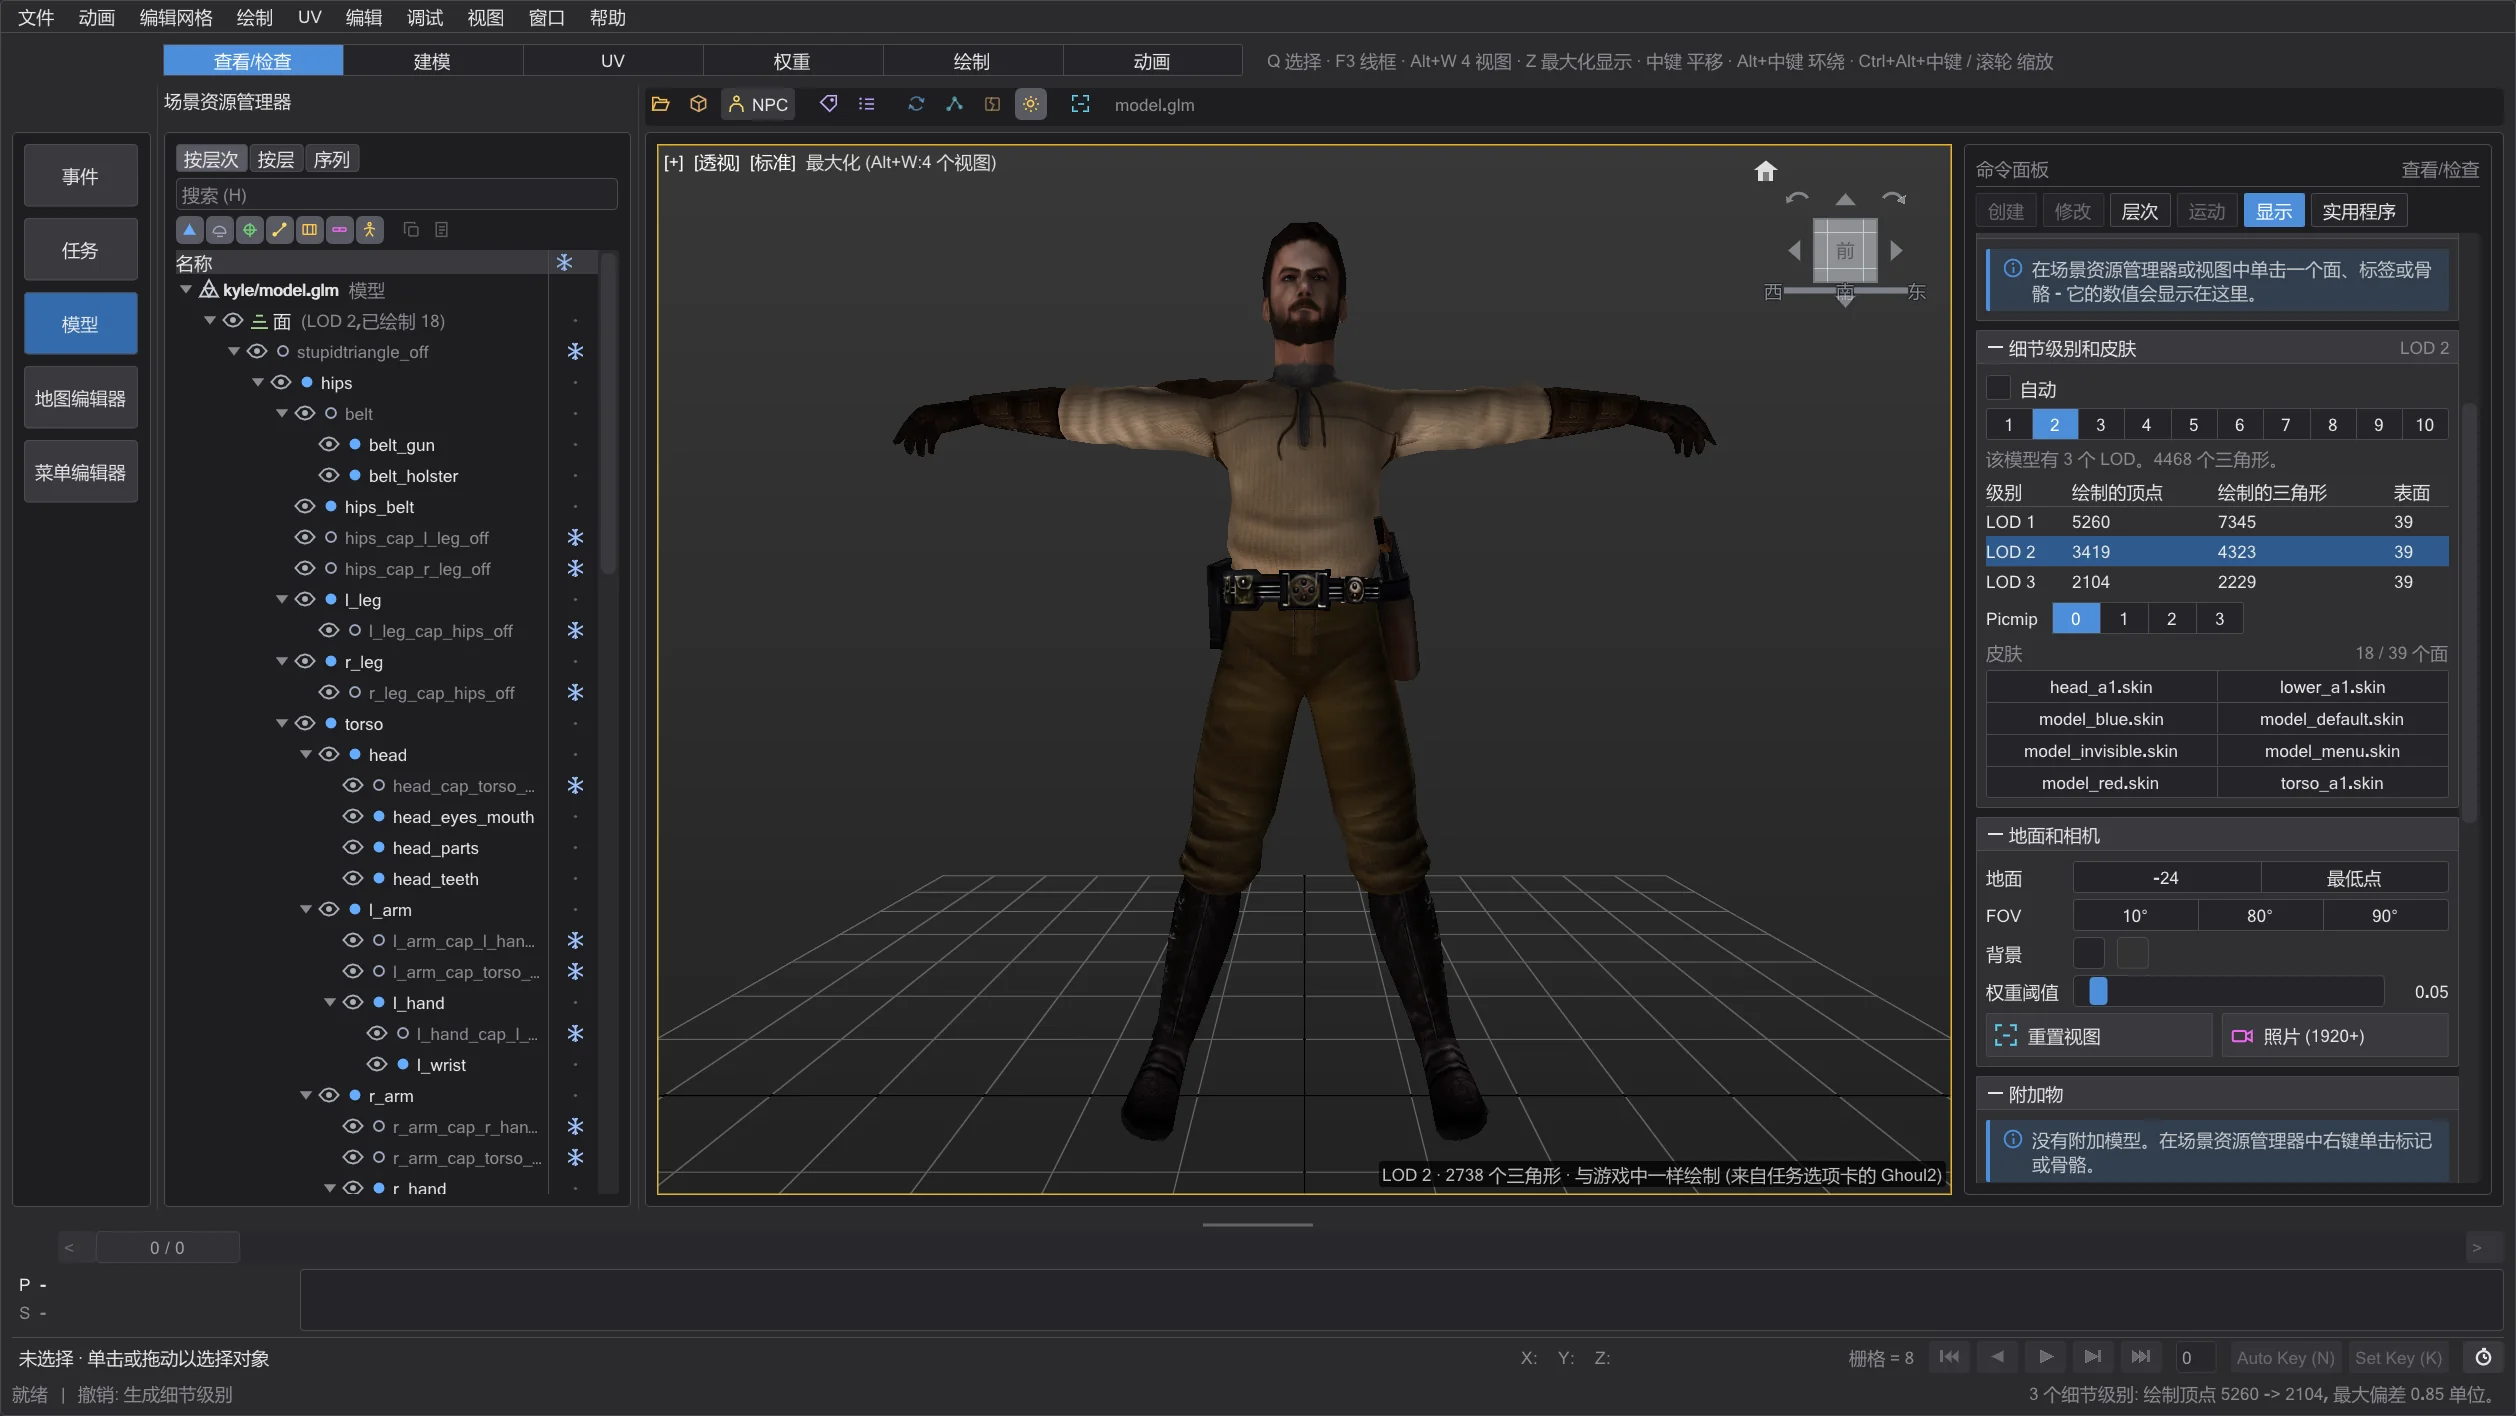 文件 动画 编辑网格 绘制 UV 编辑 调试 视图 窗口 帮助
查看/检查 建模 UV 权重 绘制 动画 Q 选择 · F3 线框 · Alt+W 4 视图 · Z 最大化显示 · 中键 平移 · Alt+中键 环绕 · Ctrl+Alt+中键 / 滚轮 缩放
场景资源管理器
NPC model.glm
事件
任务
模型
地图编辑器
菜单编辑器
按层次 按层 序列
搜索 (H)
名称
kyle/model.glm 模型
面 (LOD 2,已绘制 18)
stupidtriangle_off
hips
belt
belt_gun
belt_holster
hips_belt
hips_cap_l_leg_off
hips_cap_r_leg_off
l_leg
l_leg_cap_hips_off
r_leg
r_leg_cap_hips_off
torso
head
head_cap_torso_...
head_eyes_mouth
head_parts
head_teeth
l_arm
l_arm_cap_l_han...
l_arm_cap_torso_...
l_hand
l_hand_cap_l_...
l_wrist
r_arm
r_arm_cap_r_han...
r_arm_cap_torso_...
r_hand
[+] [透视] [标准] 最大化 (Alt+W:4 个视图)
前
西 南 东
LOD 2 · 2738 个三角形 · 与游戏中一样绘制 (来自任务选项卡的 Ghoul2)
命令面板 查看/检查
创建 修改 层次 运动 显示 实用程序
在场景资源管理器或视图中单击一个面、标签或骨
骼 - 它的数值会显示在这里。
细节级别和皮肤 LOD 2
自动
1 2 3 4 5 6 7 8 9 10
该模型有 3 个 LOD。4468 个三角形。
级别 绘制的顶点 绘制的三角形 表面
LOD 1 5260 7345 39
LOD 2 3419 4323 39
LOD 3 2104 2229 39
Picmip 0 1 2 3
皮肤 18 / 39 个面
head_a1.skin lower_a1.skin
model_blue.skin model_default.skin
model_invisible.skin model_menu.skin
model_red.skin torso_a1.skin
地面和相机
地面 -24 最低点
FOV 10° 80° 90°
背景
权重阈值 0.05
重置视图 照片 (1920+)
附加物
没有附加模型。在场景资源管理器中右键单击标记
或骨骼。
< 0 / 0 >
P -
S -
未选择 · 单击或拖动以选择对象 X: Y: Z: 栅格 = 8 0 Auto Key (N) Set Key (K)
就绪 | 撤销: 生成细节级别 3 个细节级别: 绘制顶点 5260 -> 2104, 最大偏差 0.85 单位。